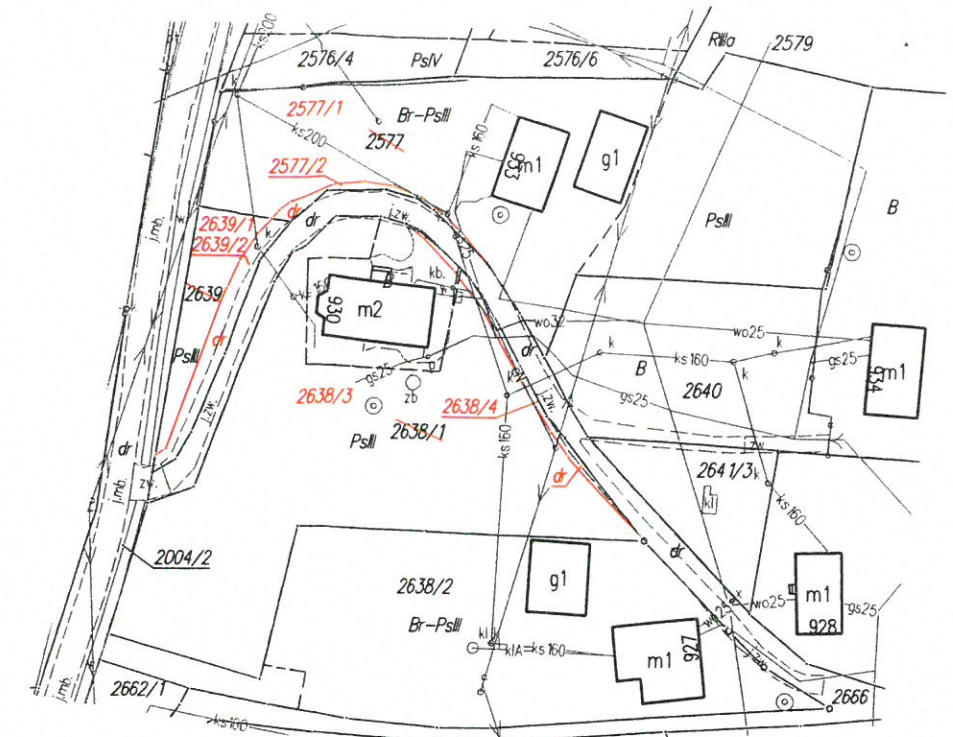 ks200
2576/4
PsIV
2576/6
RIIIa
2579
k
2577/1
Br-PsIII
ks200
2577
ks160
933
m1
g1
2577/2
dr
dr
j.zw.
B
PsIII
j.mb.
w
2639/1
k
2639/2
2639
kb.
B
930
m2
dr
PsIII
wo32
dr
wo25
k
k
ks160
k
gs25
934
m1
B
2640
gs25
gs25
zb
2638/3
2638/4
j.zw.
2638/1
PsIII
ks160
j.zw.
dr
dr
j.mb.
zw.
2641/3
k
ks160
kl
dr
2004/2
2638/2
g1
Br-PsIII
x
wo25
m1
928
gs25
kl
klA
ks160
m1
927
j.mb.
2662/1
ks160
2666